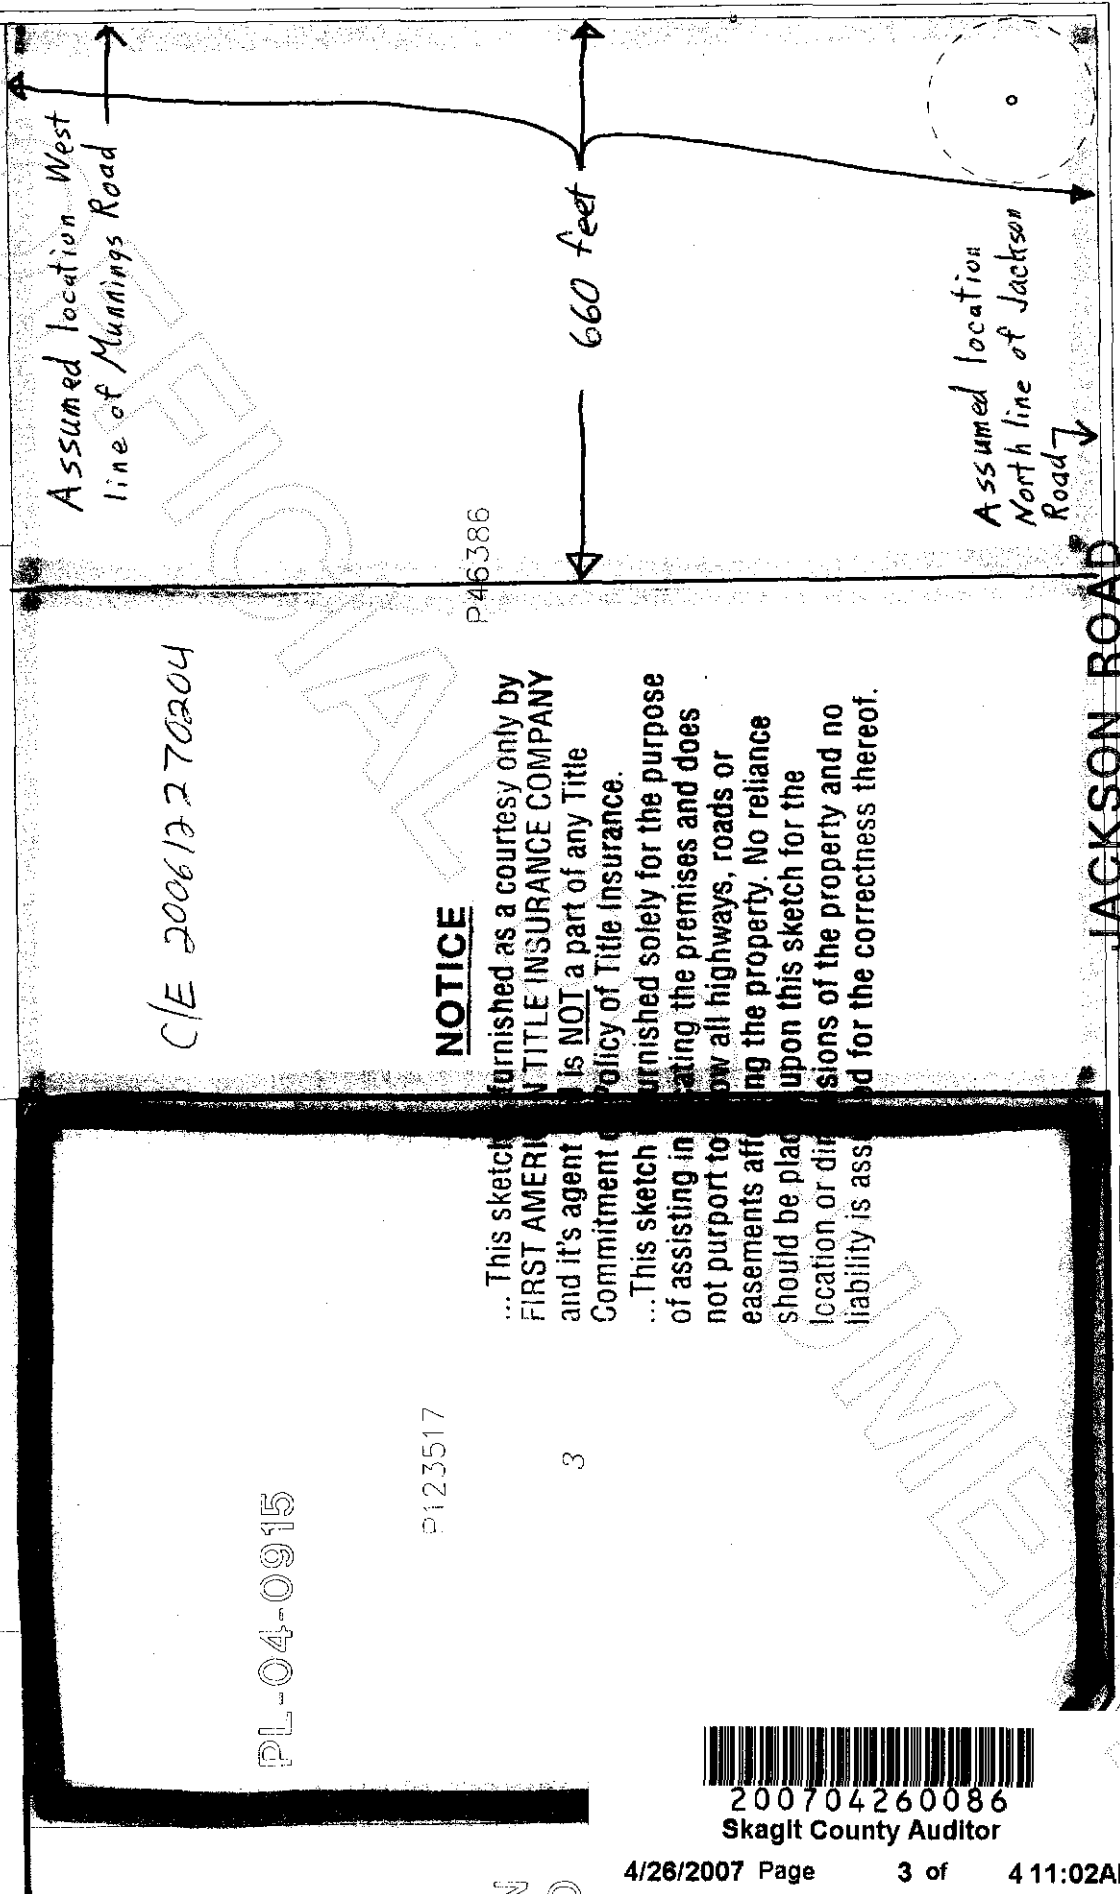 Assumed location West
line of Munnings Road
660 feet
Assumed location
North line of Jackson
Road
P46386
JACKSON ROAD
C/E 200612270204
NOTICE
... This sketch furnished as a courtesy only by
FIRST AMERI N TITLE INSURANCE COMPANY
and it's agent is NOT a part of any Title
Commitment Policy of Title Insurance.
...This sketch urnished solely for the purpose
of assisting in ating the premises and does
not purport to ow all highways, roads or
easements aff ng the property. No reliance
should be plac upon this sketch for the
location or di sions of the property and no
liability is ass d for the correctness thereof.
PL-04-0915
P123517
3
200704260086
Skagit County Auditor
4/26/2007 Page 3 of 4 11:02A